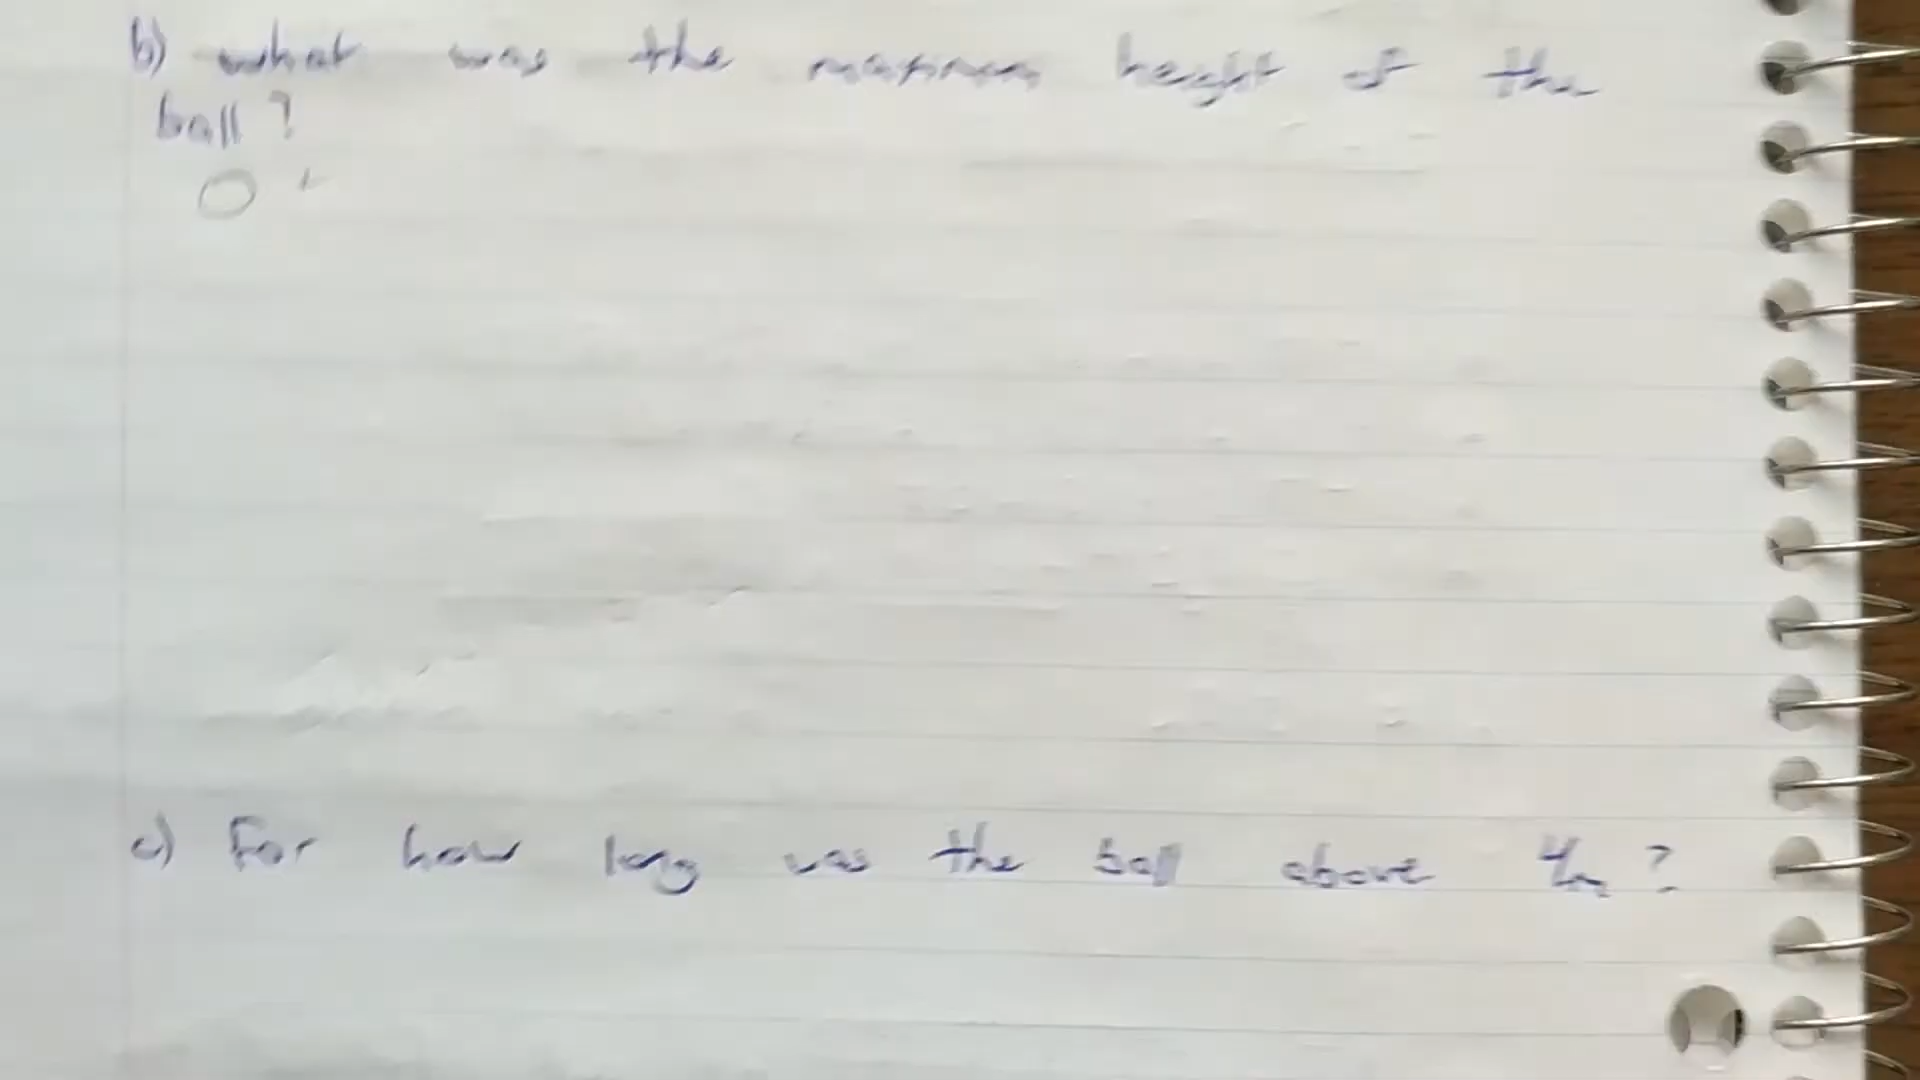 b) what was the maximum height of the
ball?
c) For how long was the ball above 4m?